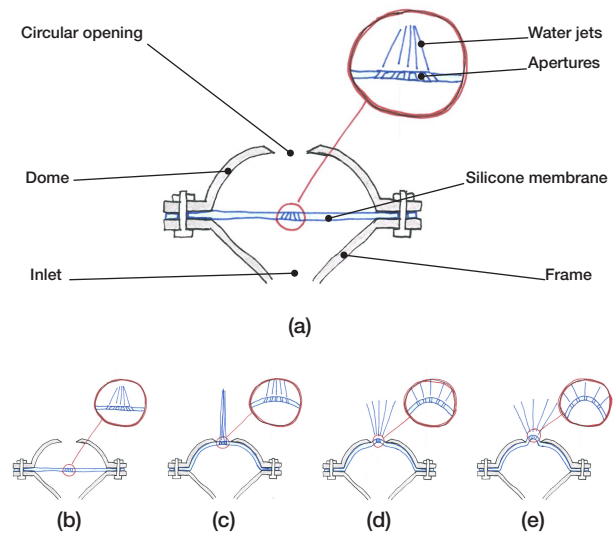 Circular opening
Water jets
Apertures
Dome
Silicone membrane
Inlet
Frame
(a)
(b)
(c)
(d)
(e)